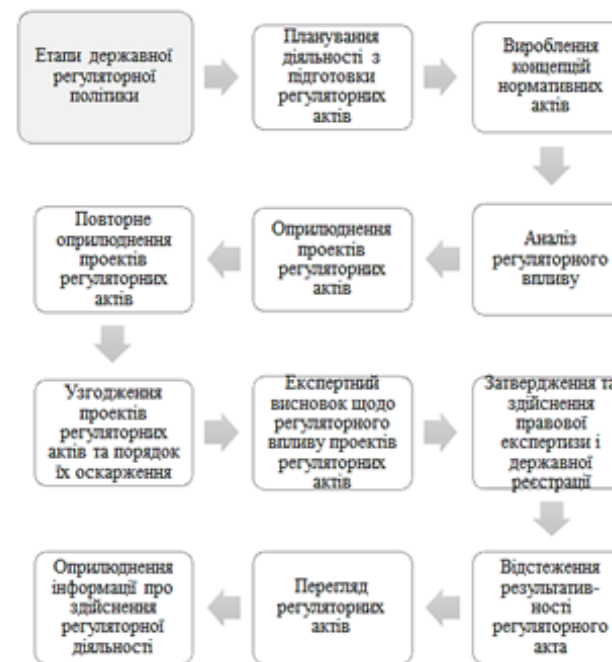 Етапи державної
регуляторної
політики
Планування
діяльності з
підготовки
регуляторних
актів
Вироблення
концепцій
нормативних
актів
Аналіз
регуляторного
впливу
Оприлюднення
проектів
регуляторних
актів
Повторне
оприлюднення
проектів
регуляторних
актів
Узгодження
проектів
регуляторних
актів та порядок
їх оскарження
Експертний
висновок щодо
регуляторного
впливу проектів
регуляторних
актів
Затвердження та
здійснення
правової
експертизи і
державної
реєстрації
Відстеження
результатив-
ності
регуляторного
акта
Перегляд
регуляторних
актів
Оприлюднення
інформації про
здійснення
регуляторної
діяльності